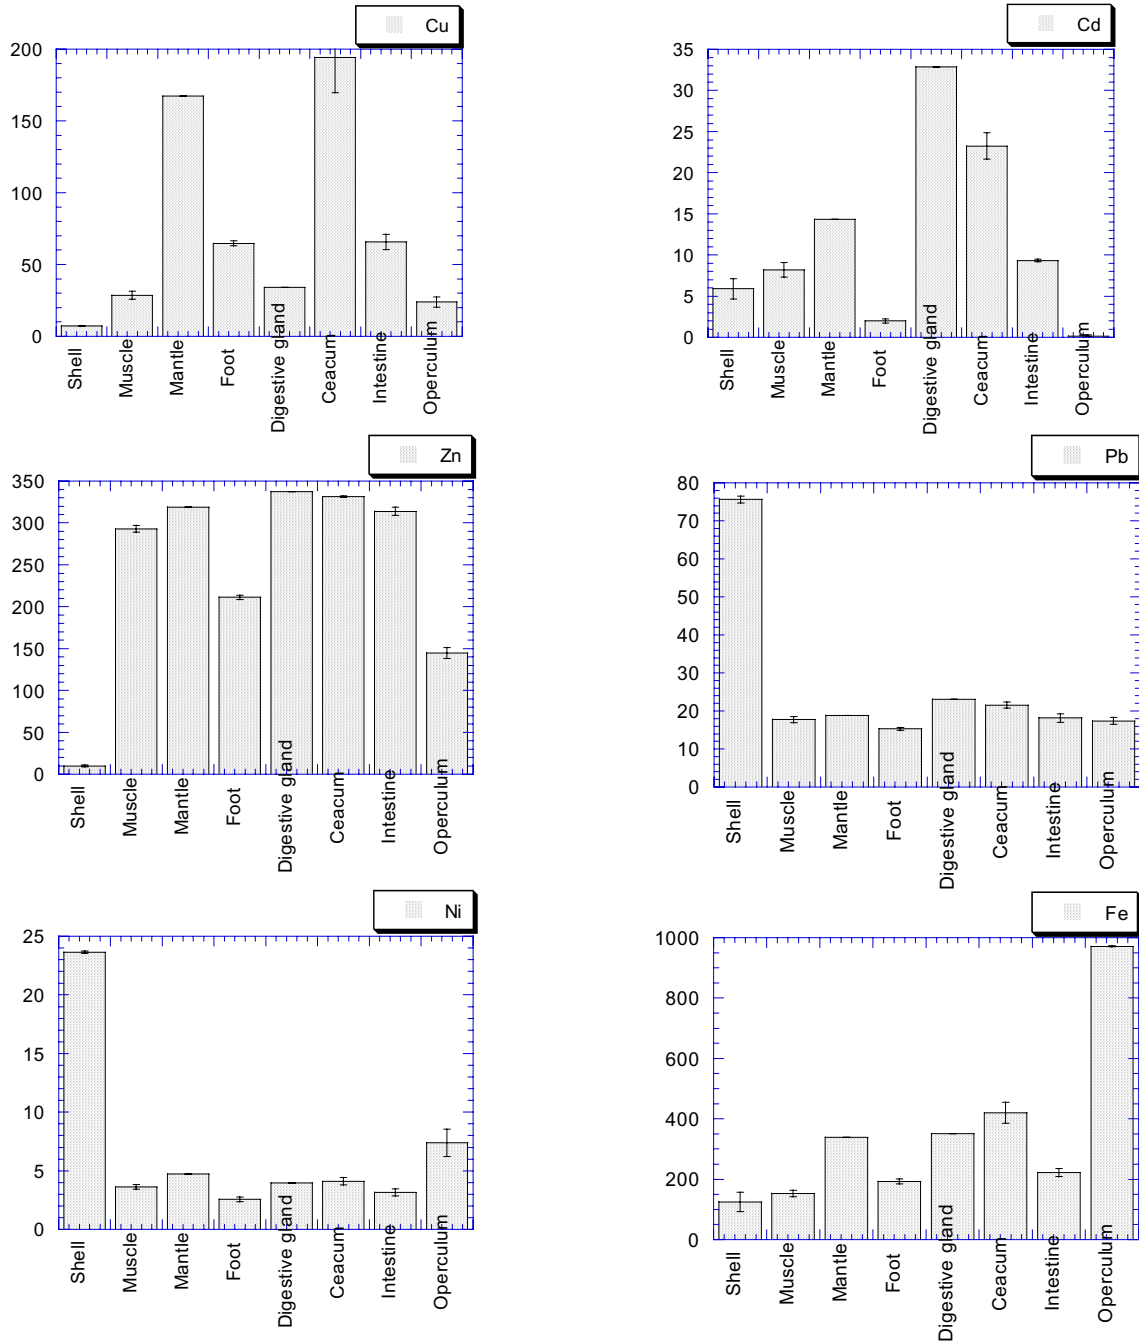 Cu
200
150
100
50
0
Shell
Muscle
Mantle
Foot
Digestive gland
Ceacum
Intestine
Operculum
Cd
35
30
25
20
15
10
5
0
Shell
Muscle
Mantle
Foot
Digestive gland
Ceacum
Intestine
Operculum
Zn
350
300
250
200
150
100
50
0
Shell
Muscle
Mantle
Foot
Digestive gland
Ceacum
Intestine
Operculum
Pb
80
70
60
50
40
30
20
10
0
Shell
Muscle
Mantle
Foot
Digestive gland
Ceacum
Intestine
Operculum
Ni
25
20
15
10
5
0
Shell
Muscle
Mantle
Foot
Digestive gland
Ceacum
Intestine
Operculum
Fe
1000
800
600
400
200
0
Shell
Muscle
Mantle
Foot
Digestive gland
Ceacum
Intestine
Operculum